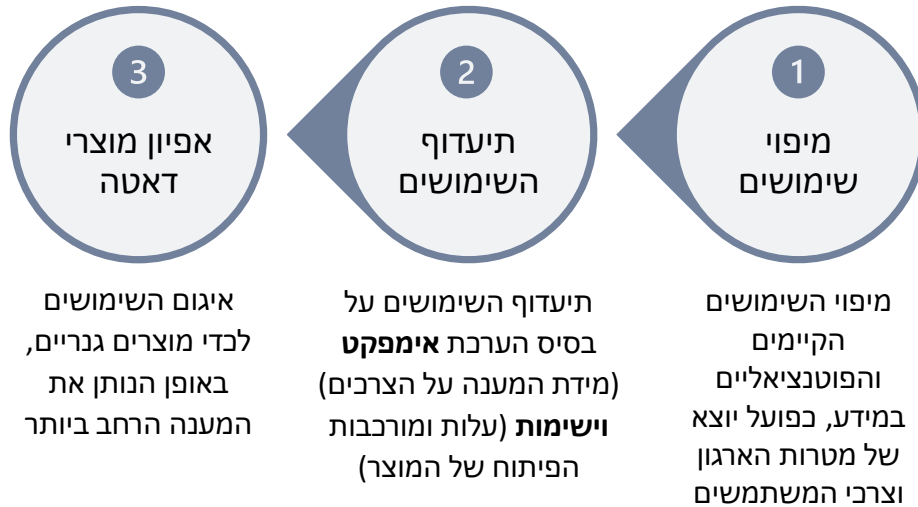 1
מיפוי
שימושים
מיפוי השימושים
הקיימים
והפוטנציאליים
במידע, כפועל יוצא
של מטרות הארגון
וצרכי המשתמשים
2
תיעדוף
השימושים
תיעדוף השימושים על
בסיס הערכת אימפקט
(מידת המענה על הצרכים)
וישימות (עלות ומורכבות
הפיתוח של המוצר)
3
אפיון מוצרי
דאטה
איגום השימושים
לכדי מוצרים גנריים,
באופן הנותן את
המענה הרחב ביותר